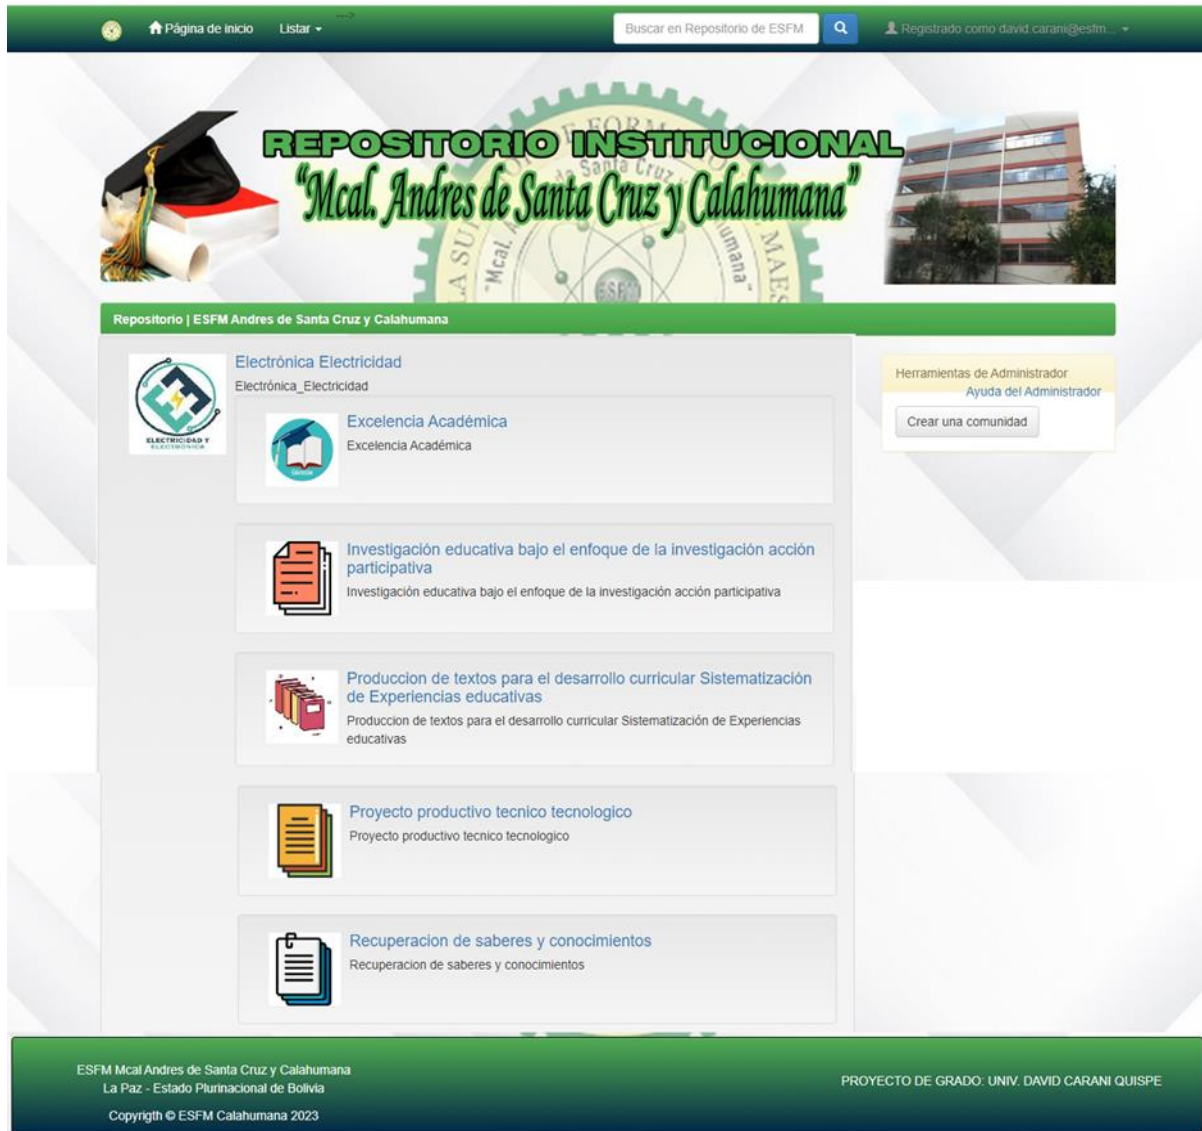 Página de inicio
Listar
--->
Buscar en Repositorio de ESFM
Registrado como david.carani@esfm...
REPOSITORIO INSTITUCIONAL
"Mcal. Andres de Santa Cruz y Calahumana"
ESFM
Repositorio | ESFM Andres de Santa Cruz y Calahumana
ELECTRICIDAD Y
ELECTRÓNICA
Electrónica Electricidad
Electrónica_Electricidad
Excelencia Académica
Excelencia Académica
Investigación educativa bajo el enfoque de la investigación acción
participativa
Investigación educativa bajo el enfoque de la investigación acción participativa
Produccion de textos para el desarrollo curricular Sistematización
de Experiencias educativas
Produccion de textos para el desarrollo curricular Sistematización de Experiencias
educativas
Proyecto productivo tecnico tecnologico
Proyecto productivo tecnico tecnologico
Recuperacion de saberes y conocimientos
Recuperacion de saberes y conocimientos
Herramientas de Administrador
Ayuda del Administrador
Crear una comunidad
ESFM Mcal Andres de Santa Cruz y Calahumana
La Paz - Estado Plurinacional de Bolivia
Copyrigth © ESFM Calahumana 2023
PROYECTO DE GRADO: UNIV. DAVID CARANI QUISPE